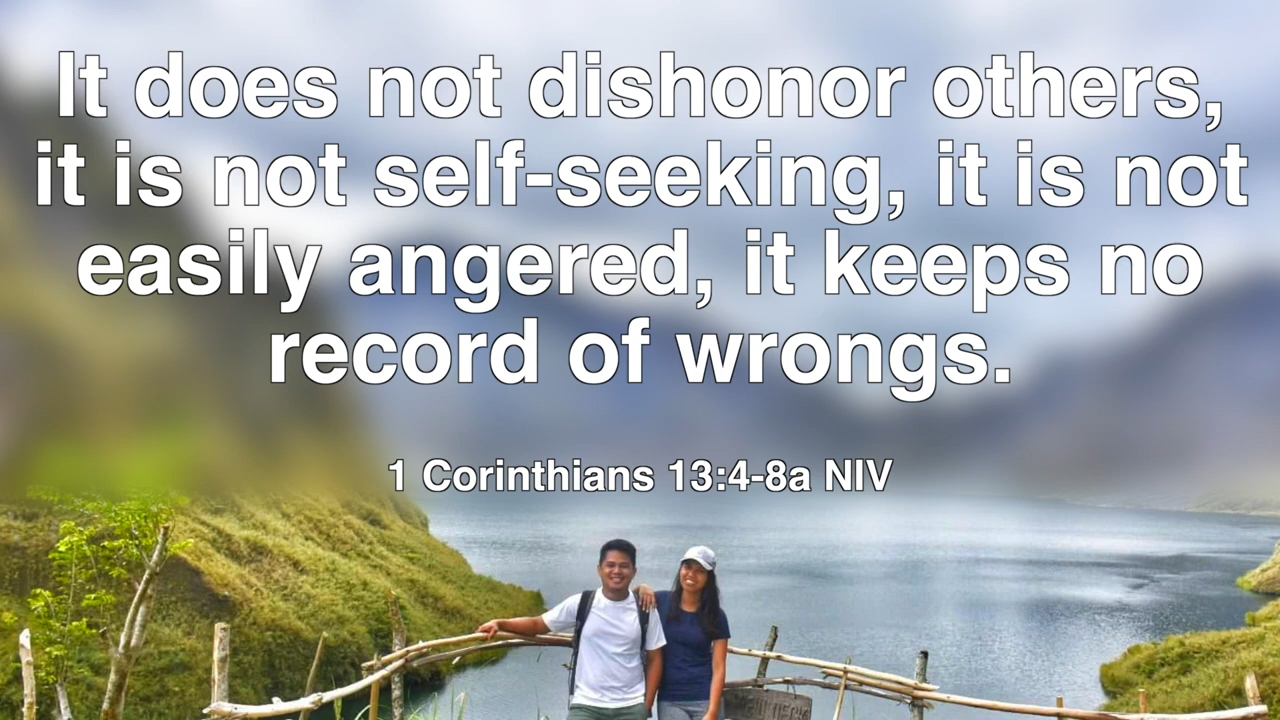 It does not dishonor others,
it is not self-seeking, it is not
easily angered, it keeps no
record of wrongs.
1 Corinthians 13:4-8a NIV